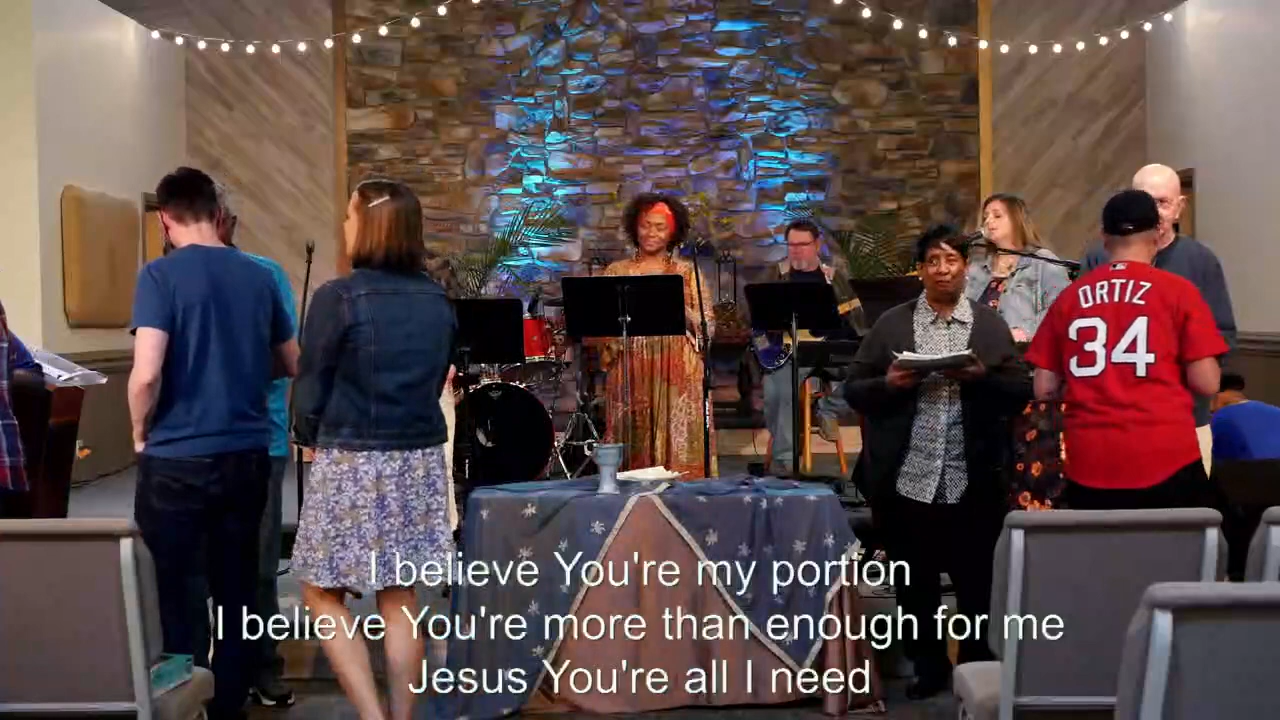 ORTIZ
34
I believe You're my portion
I believe You're more than enough for me
Jesus You're all I need